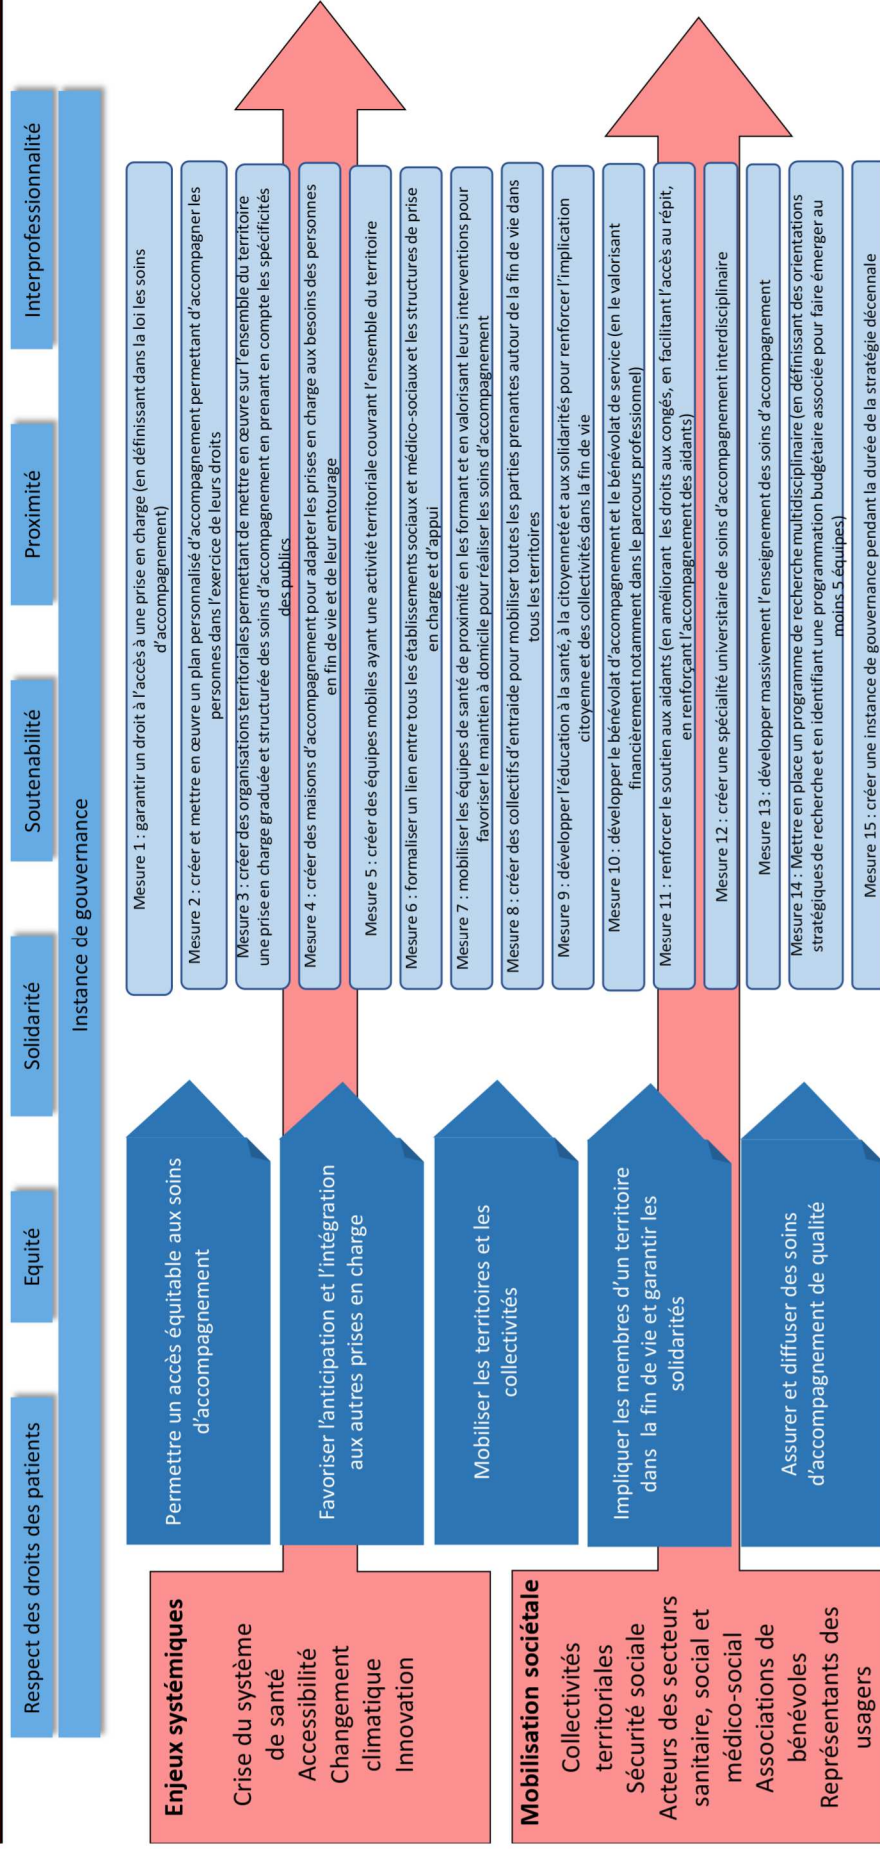 Respect des droits des patients
Equité
Solidarité
Soutenabilité
Proximité
Interprofessionnalité
Instance de gouvernance
Enjeux systémiques
Crise du système
de santé
Accessibilité
Changement
climatique
Innovation
Mobilisation sociétale
Collectivités
territoriales
Sécurité sociale
Acteurs des secteurs
sanitaire, social et
médico-social
Associations de
bénévoles
Représentants des
usagers
Permettre un accès équitable aux soins
d'accompagnement
Favoriser l'anticipation et l'intégration
aux autres prises en charge
Mobiliser les territoires et les
collectivités
Impliquer les membres d'un territoire
dans la fin de vie et garantir les
solidarités
Assurer et diffuser des soins
d'accompagnement de qualité
Mesure 1 : garantir un droit à l'accès à une prise en charge (en définissant dans la loi les soins
d'accompagnement)
Mesure 2 : créer et mettre en œuvre un plan personnalisé d'accompagnement permettant d'accompagner les
personnes dans l'exercice de leurs droits
Mesure 3 : créer des organisations territoriales permettant de mettre en œuvre sur l'ensemble du territoire
une prise en charge graduée et structurée des soins d'accompagnement en prenant en compte les spécificités
des publics
Mesure 4 : créer des maisons d'accompagnement pour adapter les prises en charge aux besoins des personnes
en fin de vie et de leur entourage
Mesure 5 : créer des équipes mobiles ayant une activité territoriale couvrant l'ensemble du territoire
Mesure 6 : formaliser un lien entre tous les établissements sociaux et médico-sociaux et les structures de prise
en charge et d'appui
Mesure 7 : mobiliser les équipes de santé de proximité en les formant et en valorisant leurs interventions pour
favoriser le maintien à domicile pour réaliser les soins d'accompagnement
Mesure 8 : créer des collectifs d'entraide pour mobiliser toutes les parties prenantes autour de la fin de vie dans
tous les territoires
Mesure 9 : développer l'éducation à la santé, à la citoyenneté et aux solidarités pour renforcer l'implication
citoyenne et des collectivités dans la fin de vie
Mesure 10 : développer le bénévolat d'accompagnement et le bénévolat de service (en le valorisant
financièrement notamment dans le parcours professionnel)
Mesure 11 : renforcer le soutien aux aidants (en améliorant les droits aux congés, en facilitant l'accès au répit,
en renforçant l'accompagnement des aidants)
Mesure 12 : créer une spécialité universitaire de soins d'accompagnement interdisciplinaire
Mesure 13 : développer massivement l'enseignement des soins d'accompagnement
Mesure 14 : Mettre en place un programme de recherche multidisciplinaire (en définissant des orientations
stratégiques de recherche et en identifiant une programmation budgétaire associée pour faire émerger au
moins 5 équipes)
Mesure 15 : créer une instance de gouvernance pendant la durée de la stratégie décennale